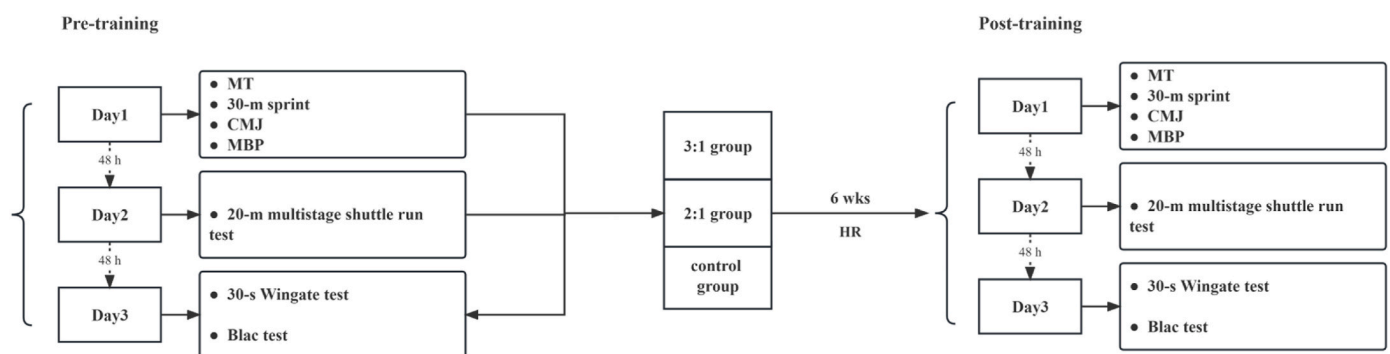 Pre-training
Day1
● MT
● 30-m sprint
● CMJ
● MBP
48 h
Day2
● 20-m multistage shuttle run
test
48 h
Day3
● 30-s Wingate test
● Blac test
3:1 group
2:1 group
control
group
6 wks
HR
Post-training
Day1
● MT
● 30-m sprint
● CMJ
● MBP
48 h
Day2
● 20-m multistage shuttle run
test
48 h
Day3
● 30-s Wingate test
● Blac test